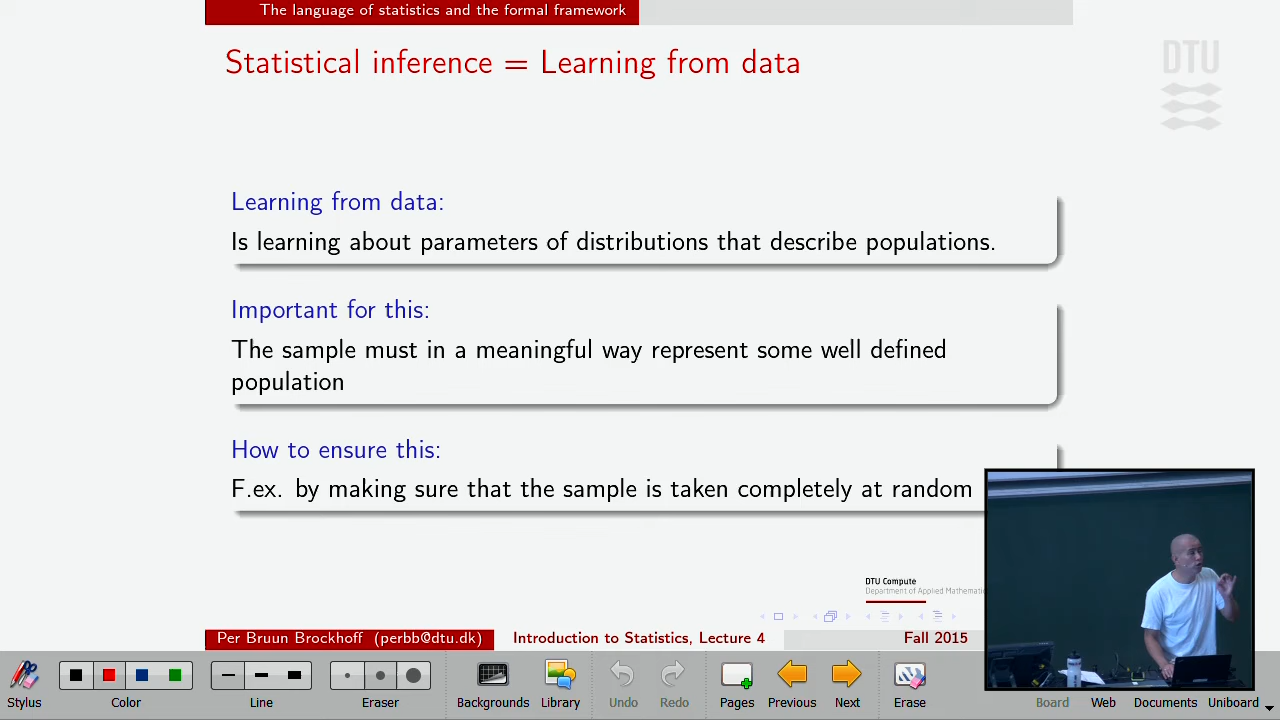 The language of statistics and the formal framework
Statistical inference = Learning from data
DTU
Learning from data:
Is learning about parameters of distributions that describe populations.
Important for this:
The sample must in a meaningful way represent some well defined
population
How to ensure this:
F.ex. by making sure that the sample is taken completely at random
DTU Compute
Department of Applied
Per Bruun Brockhoff (perbb@dtu.dk) Introduction to Statistics, Lecture 4 Fall 2015
Stylus Color Line Eraser Backgrounds Library Undo Redo Pages Previous Next Erase Board Web Documents Uniboard